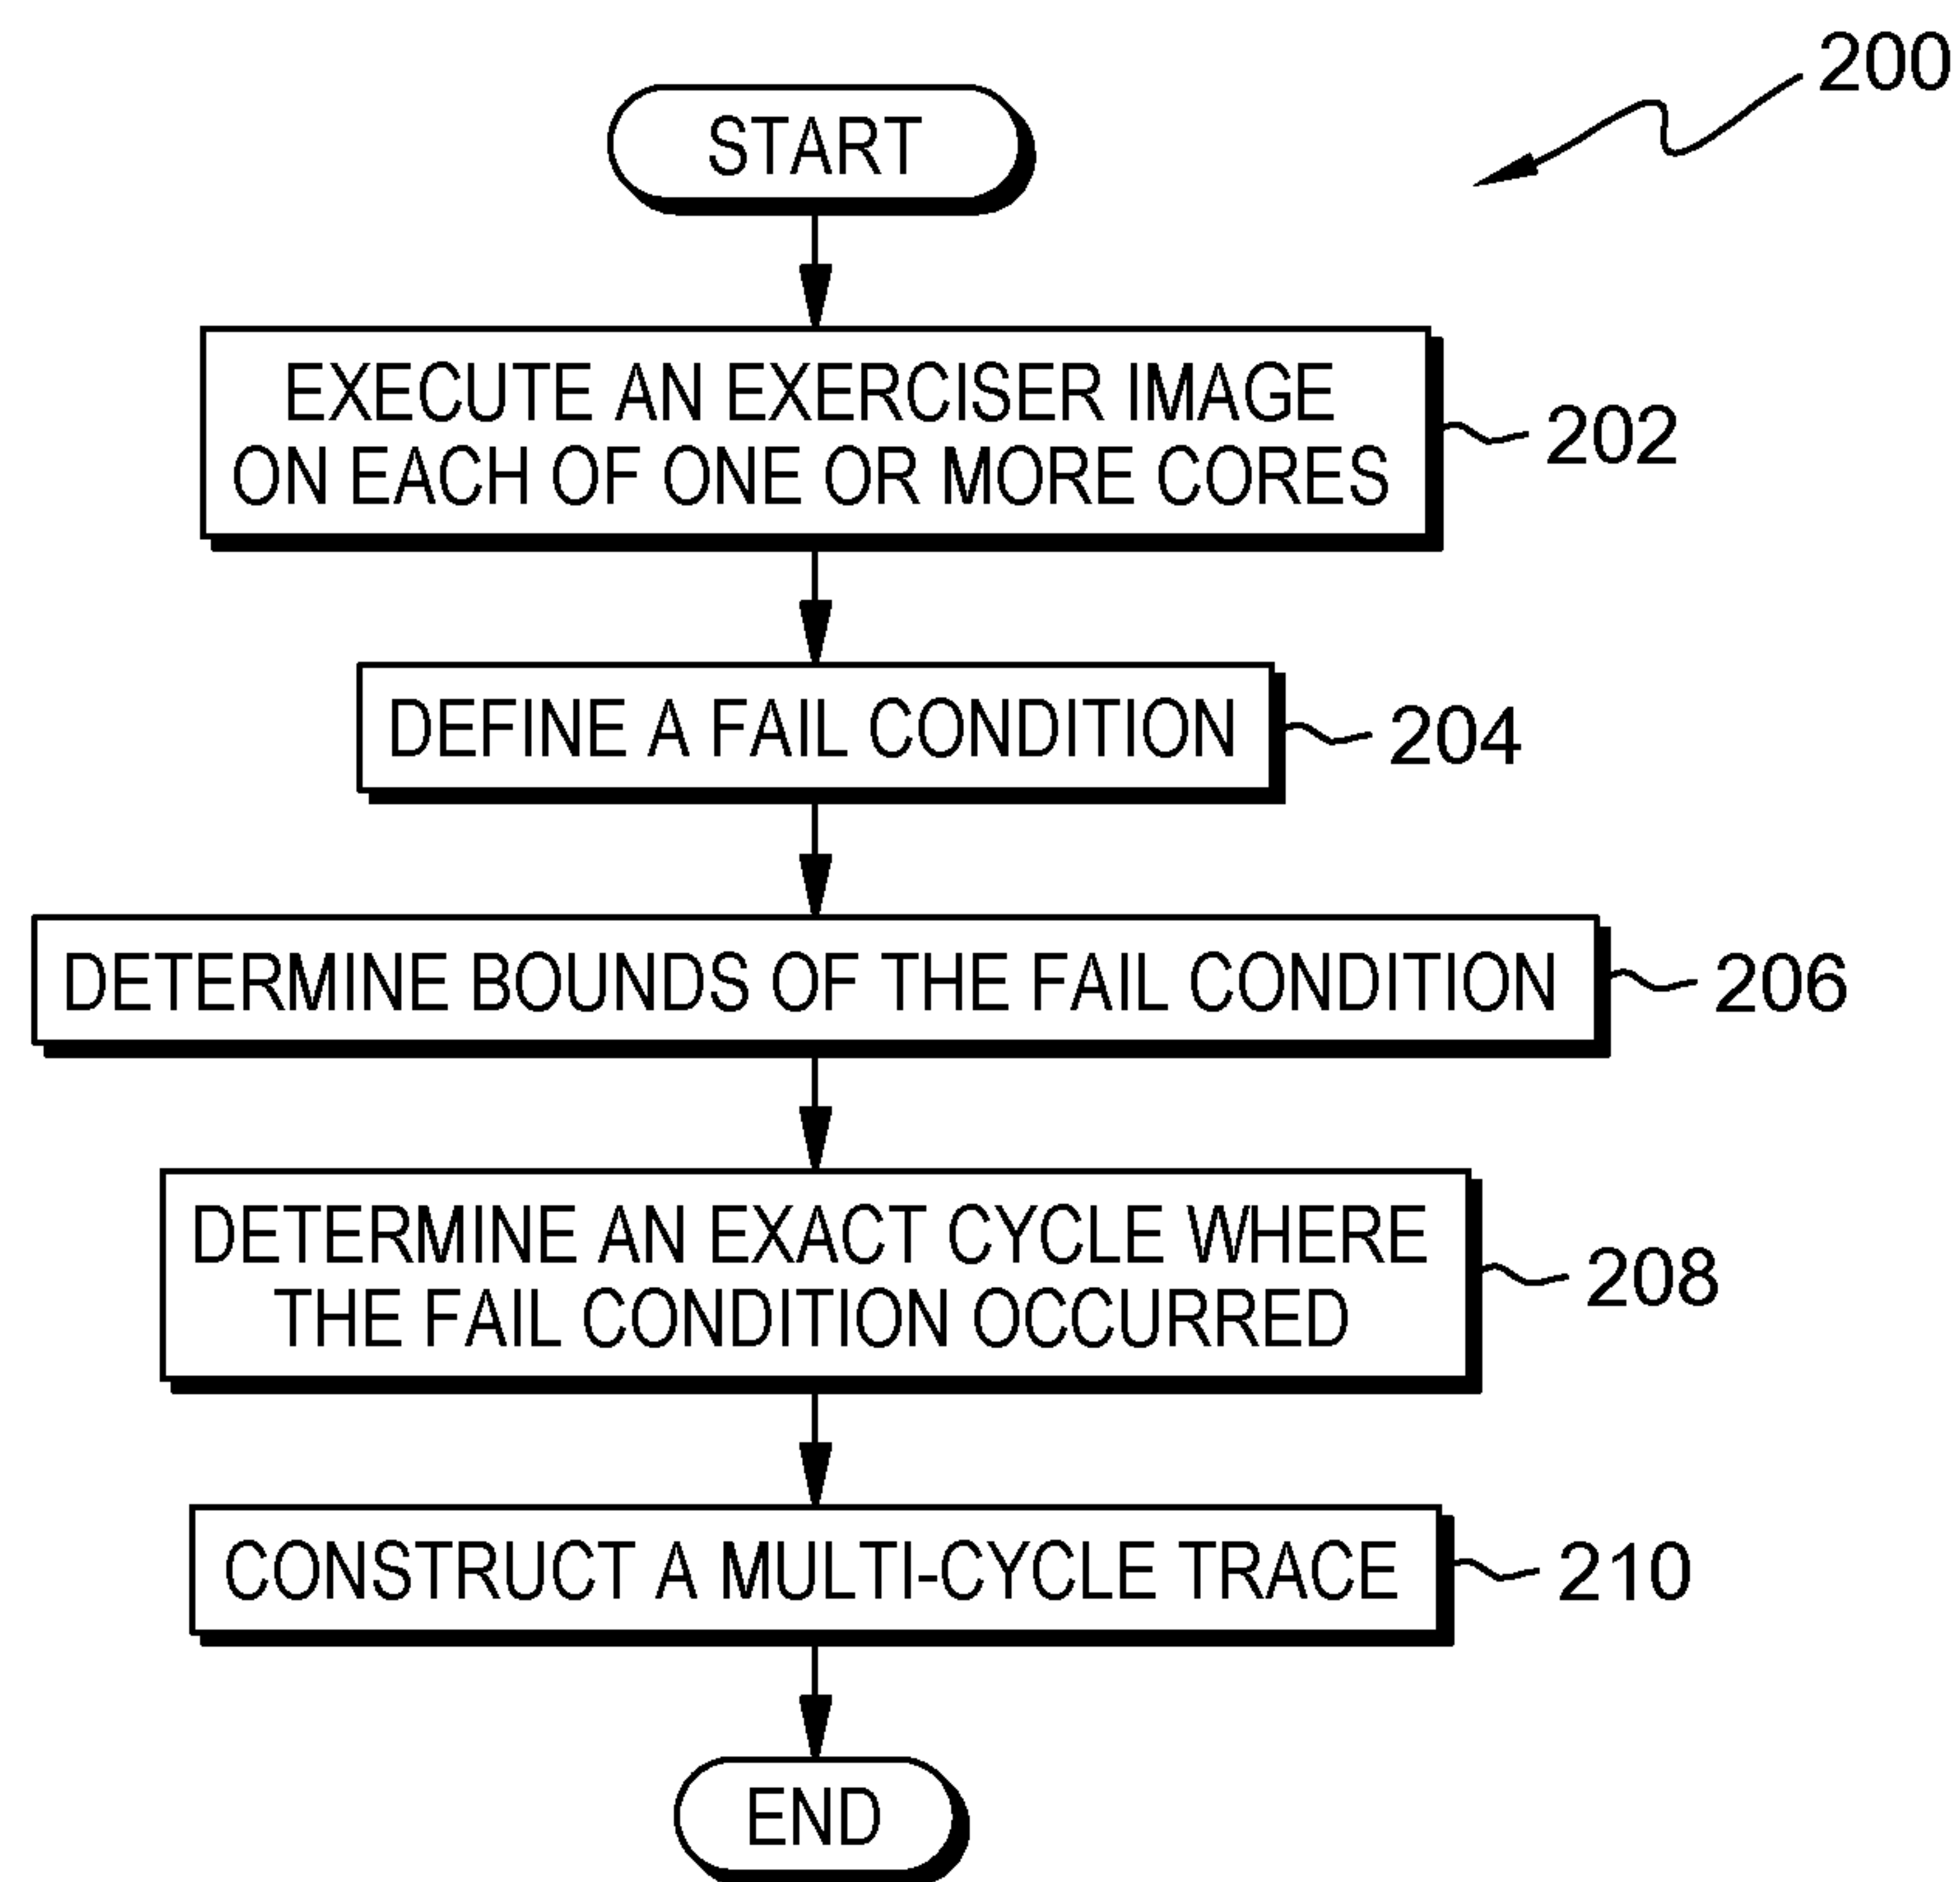 200
START
EXECUTE AN EXERCISER IMAGE
ON EACH OF ONE OR MORE CORES
202
DEFINE A FAIL CONDITION
204
DETERMINE BOUNDS OF THE FAIL CONDITION
206
DETERMINE AN EXACT CYCLE WHERE
THE FAIL CONDITION OCCURRED
208
CONSTRUCT A MULTI-CYCLE TRACE
210
END